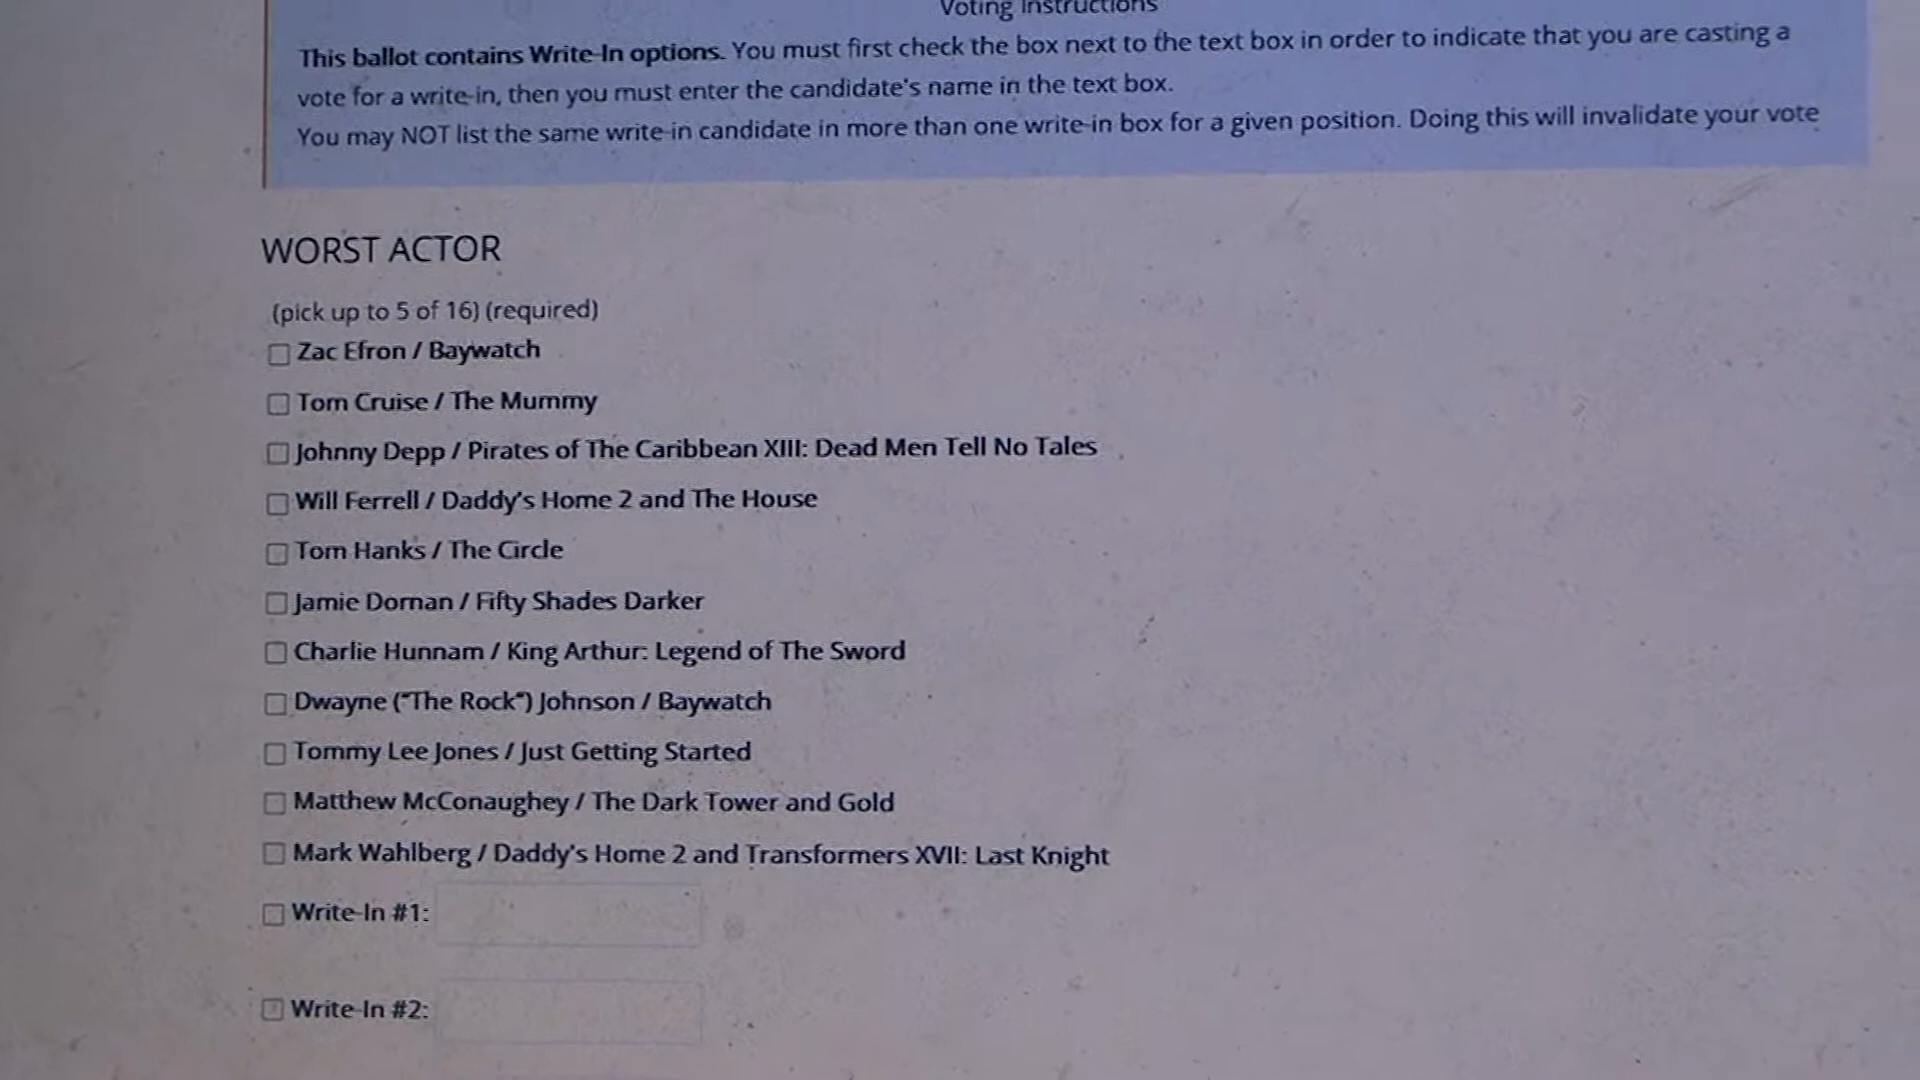 Voting Instructions
This ballot contains Write-In options. You must first check the box next to the text box in order to indicate that you are casting a
vote for a write-in, then you must enter the candidate's name in the text box.
You may NOT list the same write-in candidate in more than one write-in box for a given position. Doing this will invalidate your vote
WORST ACTOR
(pick up to 5 of 16) (required)
Zac Efron / Baywatch
Tom Cruise / The Mummy
Johnny Depp / Pirates of The Caribbean XIII: Dead Men Tell No Tales
Will Ferrell / Daddy's Home 2 and The House
Tom Hanks / The Circle
Jamie Dornan / Fifty Shades Darker
Charlie Hunnam / King Arthur: Legend of The Sword
Dwayne ("The Rock") Johnson / Baywatch
Tommy Lee Jones / Just Getting Started
Matthew McConaughey / The Dark Tower and Gold
Mark Wahlberg / Daddy's Home 2 and Transformers XVII: Last Knight
Write-In #1:
Write-In #2: